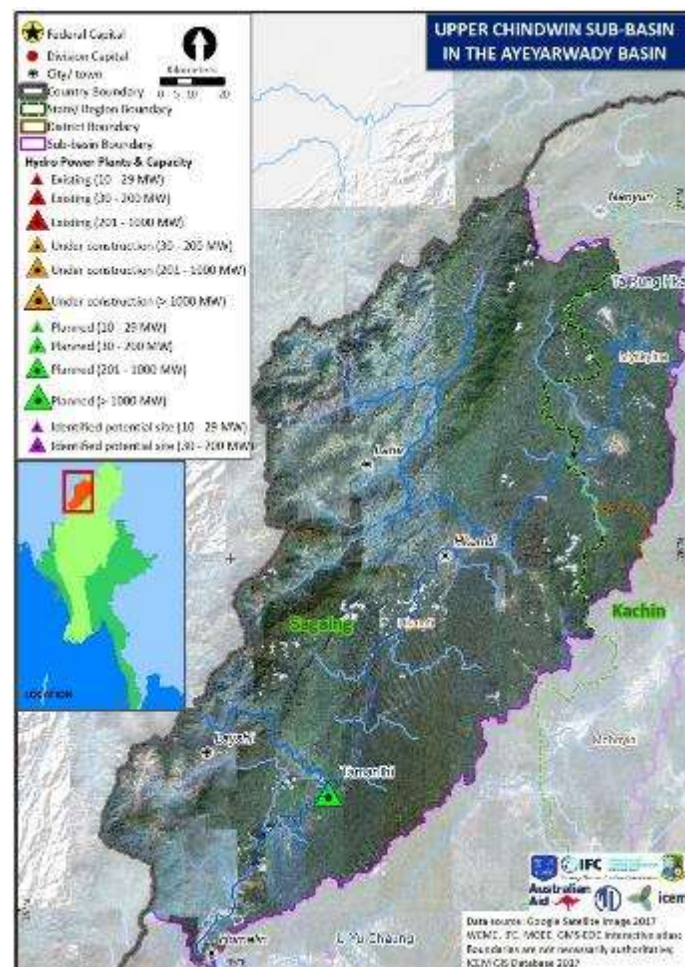 UPPER CHINDWIN SUB-BASIN
IN THE AYEYARWADY BASIN
Federal Capital
Division Capital
City/ town
Country Boundary
State/ Region Boundary
District Boundary
Sub-basin Boundary
Kilometers
0 5 10 20
Hydro Power Plants & Capacity
Existing (10 - 29 MW)
Existing (30 - 200 MW)
Existing (201 - 1000 MW)
Under construction (30 - 200 MW)
Under construction (201 - 1000 MW)
Under construction (> 1000 MW)
Planned (10 - 29 MW)
Planned (30 - 200 MW)
Planned (201 - 1000 MW)
Planned (> 1000 MW)
Identified potential site (10 - 29 MW)
Identified potential site (30 - 200 MW)
LOCATION
Nanyun
Lahe
Hkamti
Sagaing
Kachin
Layshi
Tamanthi
Homalin
IFC
Australian
Aid
icem
Data source: Google Satellite Image 2017
Boundaries are not necessarily authoritative;
ICEM GIS Database 2017